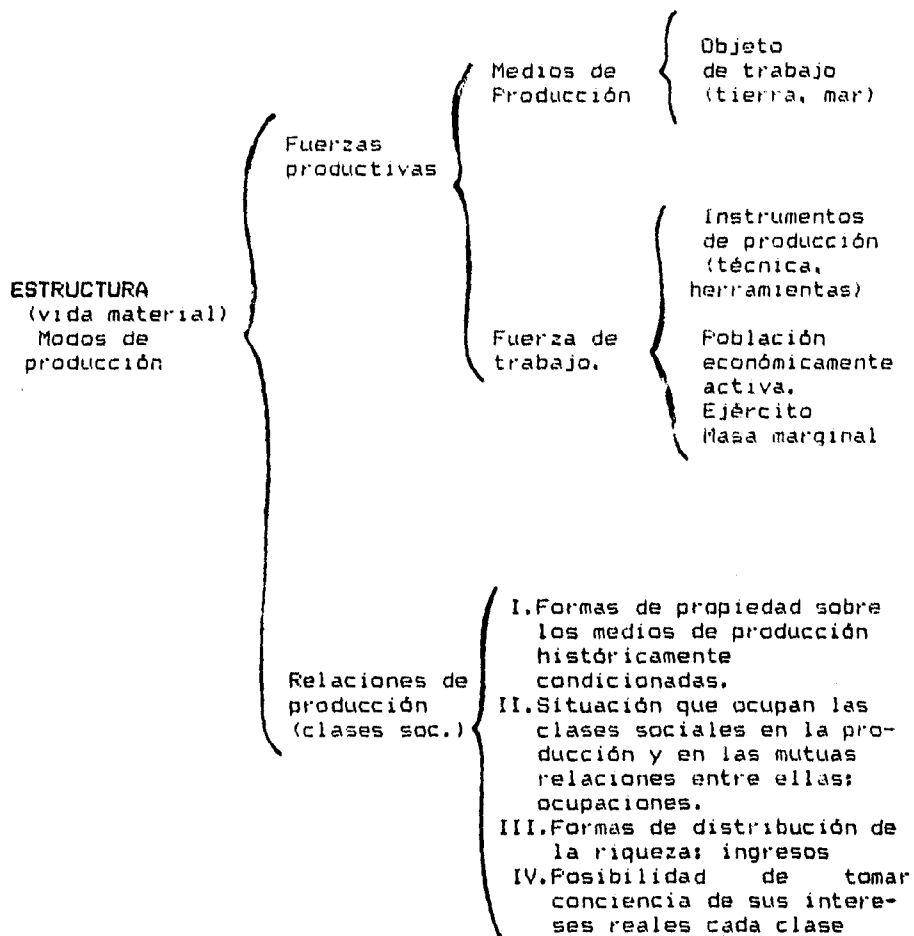 ESTRUCTURA
(vida material)
Modos de
producción
Fuerzas
productivas
Medios de
Producción
Objeto
de trabajo
(tierra, mar)
Fuerza de
trabajo.
Instrumentos
de producción
(técnica,
herramientas)
Población
económicamente
activa.
Ejército
Masa marginal
Relaciones de
producción
(clases soc.)
I.Formas de propiedad sobre
los medios de producción
históricamente
condicionadas.
II.Situación que ocupan las
clases sociales en la pro-
ducción y en las mutuas
relaciones entre ellas:
ocupaciones.
III.Formas de distribución de
la riqueza: ingresos
IV.Posibilidad de tomar
conciencia de sus intere-
ses reales cada clase